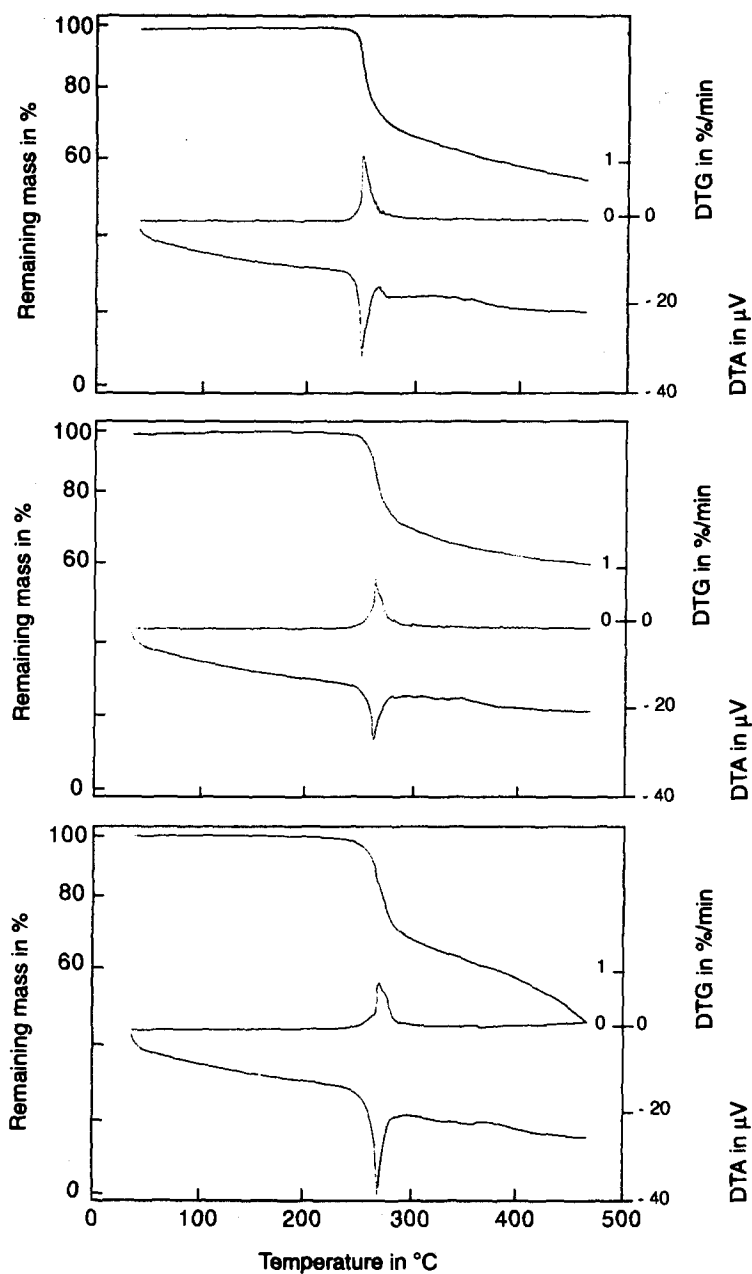 100
80
60
0
Remaining mass in %
1
0
0
- 20
- 40
DTG in %/min
DTA in µV
100
80
60
0
Remaining mass in %
1
0
0
- 20
- 40
DTG in %/min
DTA in µV
100
80
60
0
Remaining mass in %
1
0
0
- 20
- 40
DTG in %/min
DTA in µV
0 100 200 300 400 500
Temperature in °C